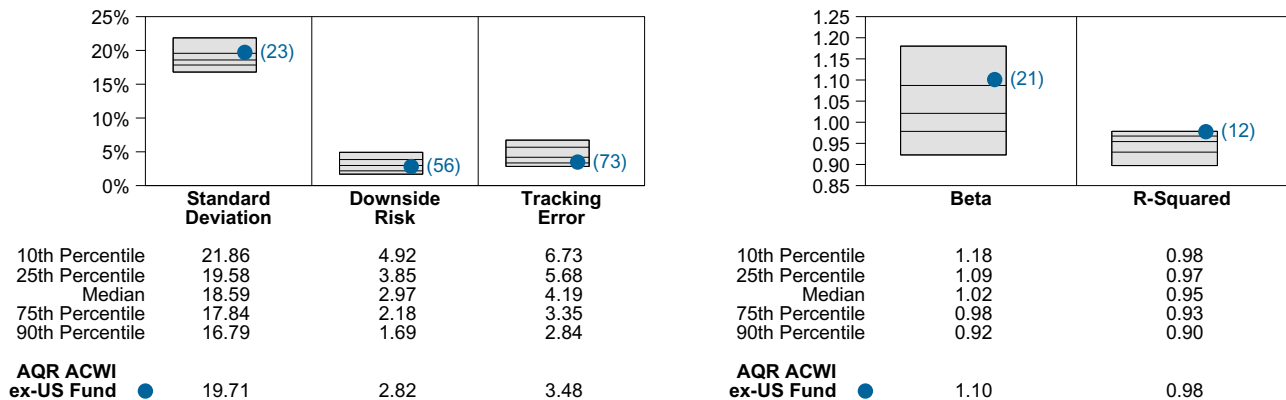 25%
20%
15%
10%
5%
0%
(23)
(56)
(73)
Standard Deviation
Downside Risk
Tracking Error
10th Percentile 21.86 4.92 6.73
25th Percentile 19.58 3.85 5.68
Median 18.59 2.97 4.19
75th Percentile 17.84 2.18 3.35
90th Percentile 16.79 1.69 2.84
AQR ACWI
ex-US Fund 19.71 2.82 3.48
1.25
1.20
1.15
1.10
1.05
1.00
0.95
0.90
0.85
(21)
(12)
Beta R-Squared
10th Percentile 1.18 0.98
25th Percentile 1.09 0.97
Median 1.02 0.95
75th Percentile 0.98 0.93
90th Percentile 0.92 0.90
AQR ACWI
ex-US Fund 1.10 0.98